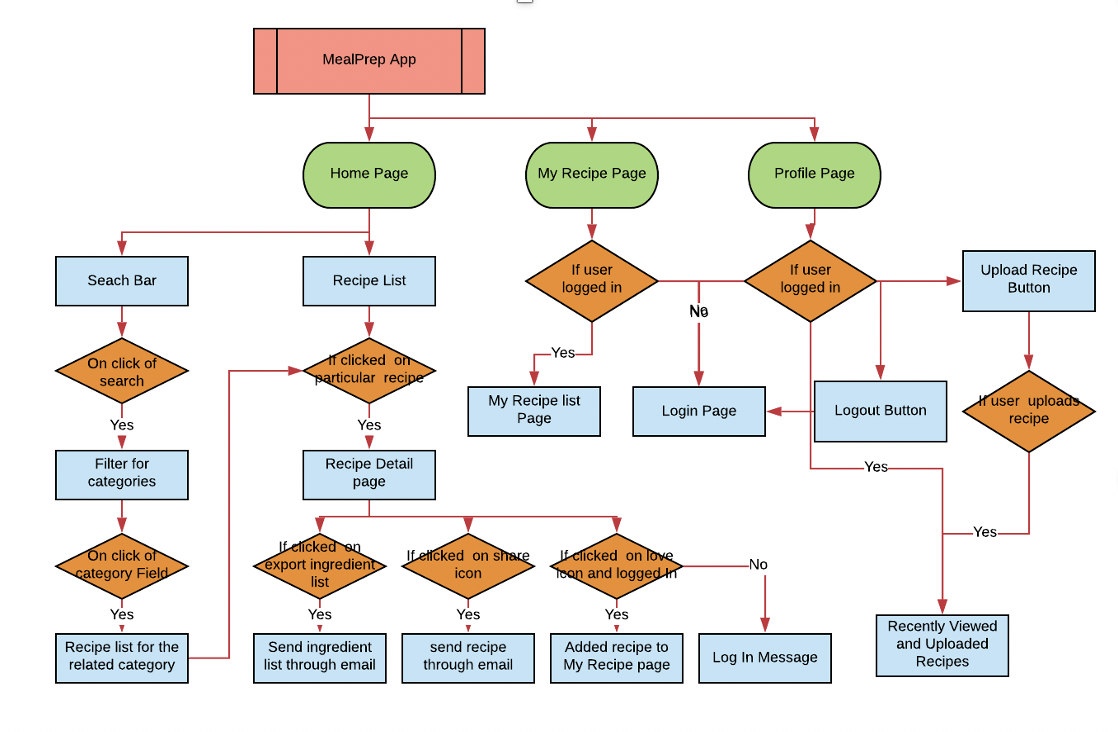 MealPrep App
Home Page
My Recipe Page
Profile Page
Seach Bar
Recipe List
If user
logged in
If user
logged in
Upload Recipe
Button
No
No
On click of
search
If clicked on
particular recipe
Yes
My Recipe list
Page
Login Page
Logout Button
If user uploads
recipe
Yes
Yes
Filter for
categories
Recipe Detail
page
Yes
Yes
On click of
category Field
If clicked on
export ingredient
list
If clicked on share
icon
If clicked on love
icon and logged In
No
Yes
Yes
Yes
Yes
Recipe list for the
related category
Send ingredient
list through email
send recipe
through email
Added recipe to
My Recipe page
Log In Message
Recently Viewed
and Uploaded
Recipes